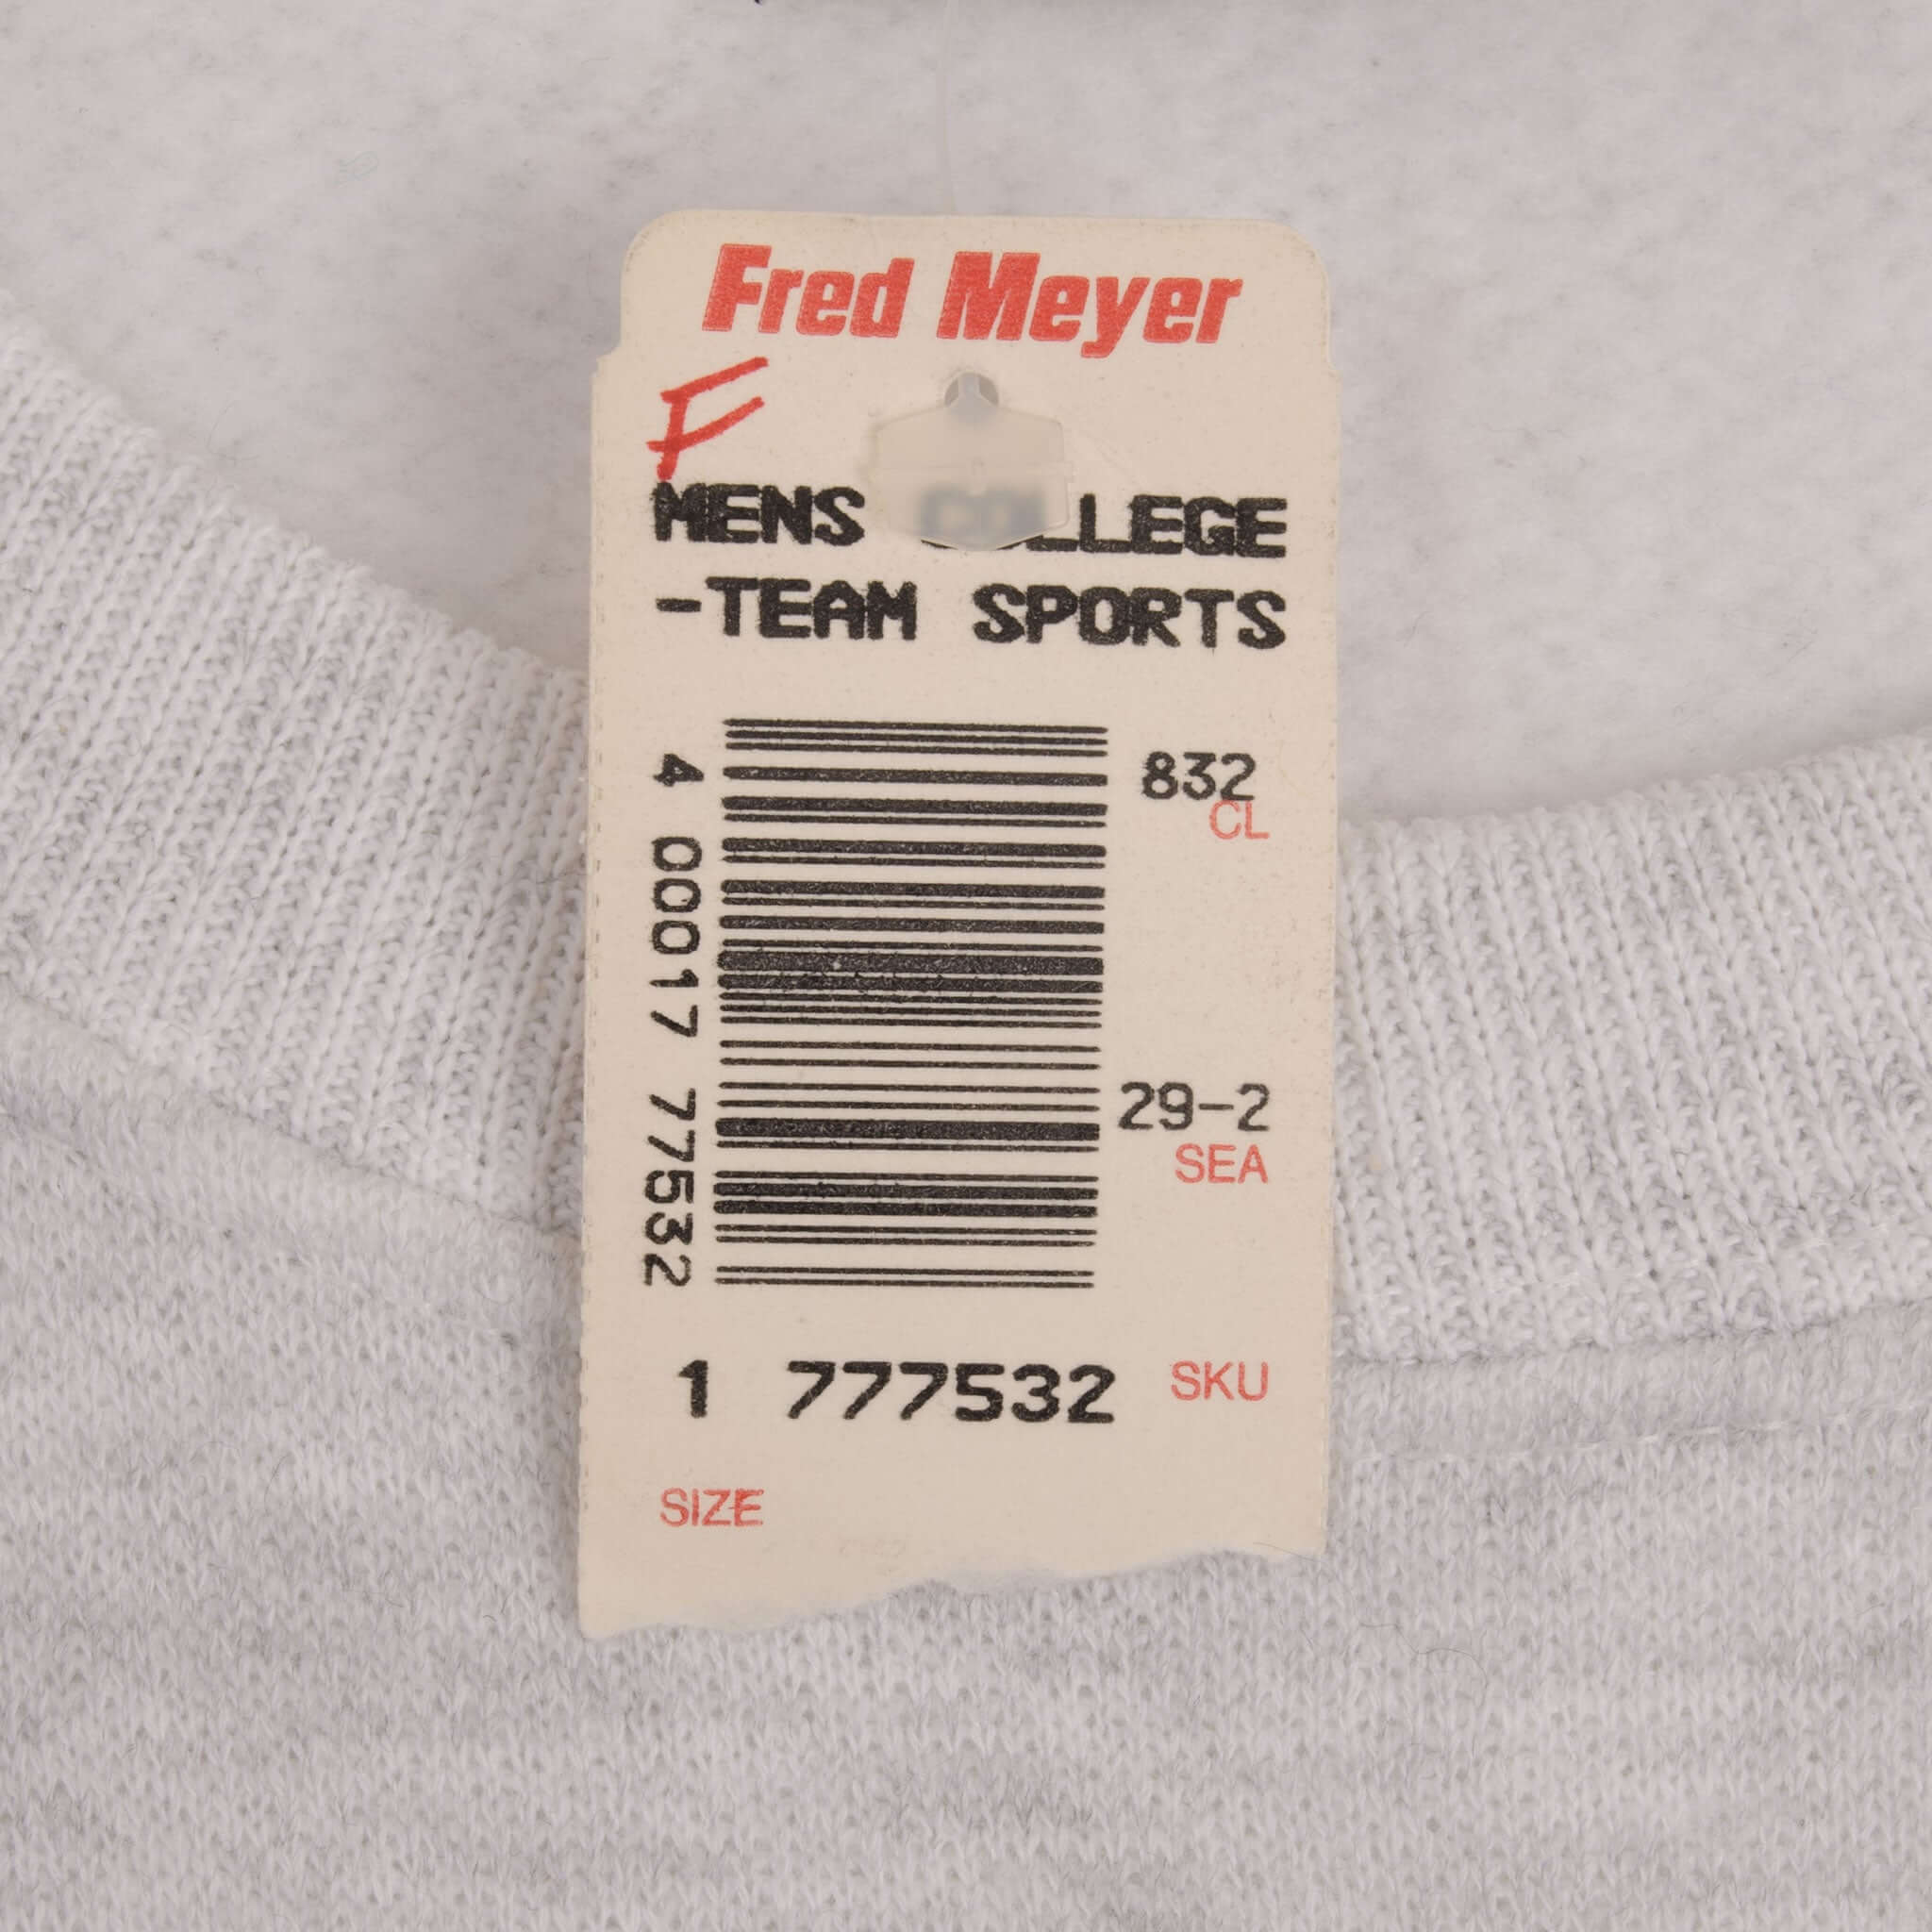 Fred Meyer
F
MENS COLLEGE
-TEAM SPORTS
4 00017 77532
832
CL
29-2
SEA
1 777532 SKU
SIZE